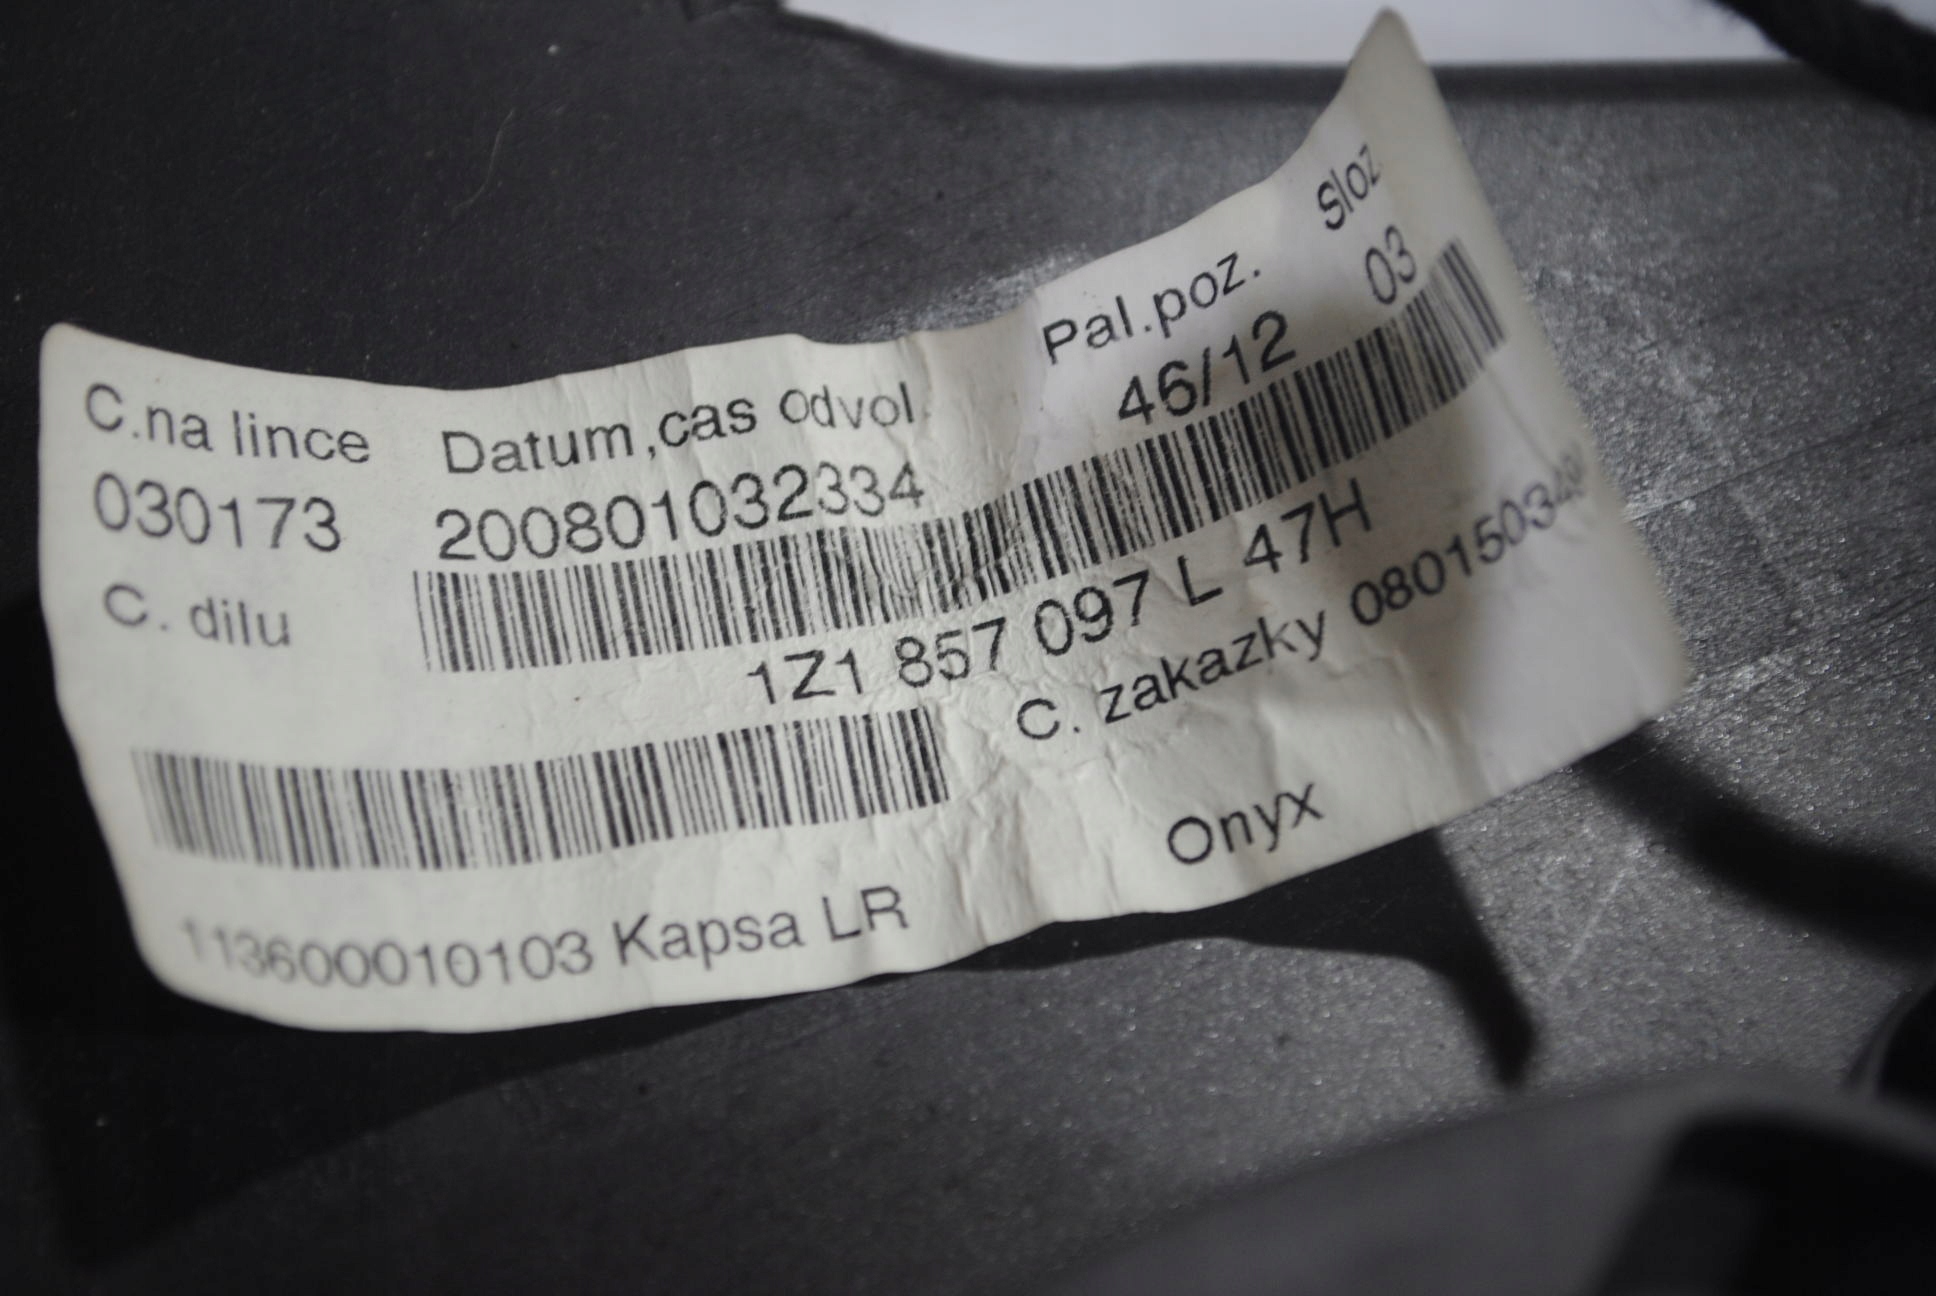 C.na lince Datum,cas odvol. Pal.poz. Sloz
030173 200801032334 46/12 03
C. dilu
1Z1 857 097 L 47H
C. zakazky
113600010103 Kapsa LR Onyx